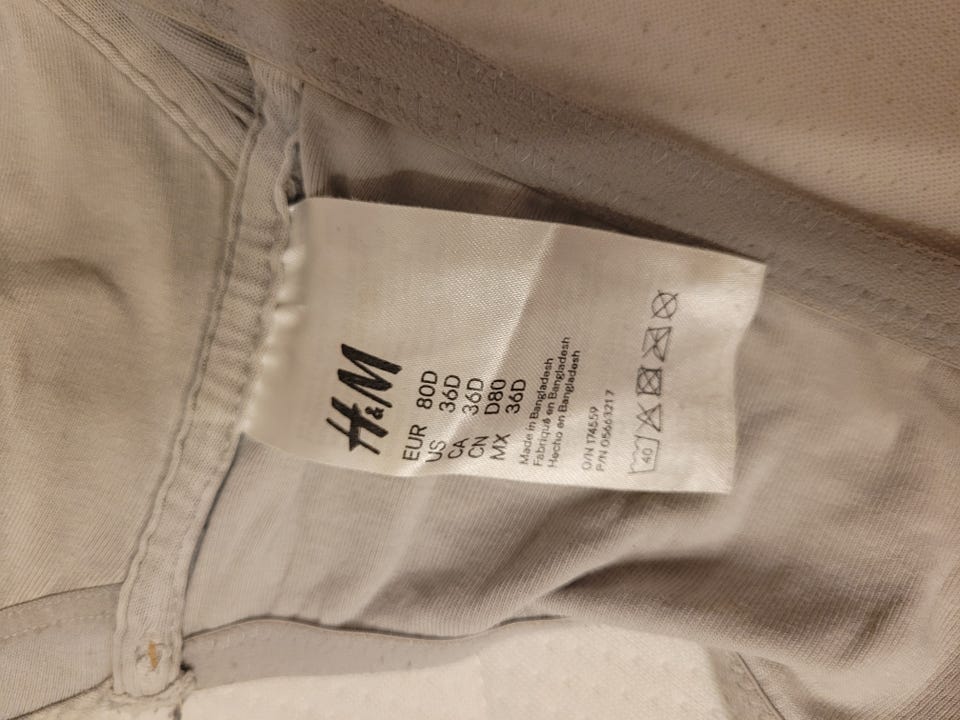 H&M
EUR 80D
US 36D
CA 36D
CN D80
MX 36D
Made in Bangladesh
Fabriqué en Bangladesh
Hecho en Bangladesh
O/N 174559
P/N 05663217
40